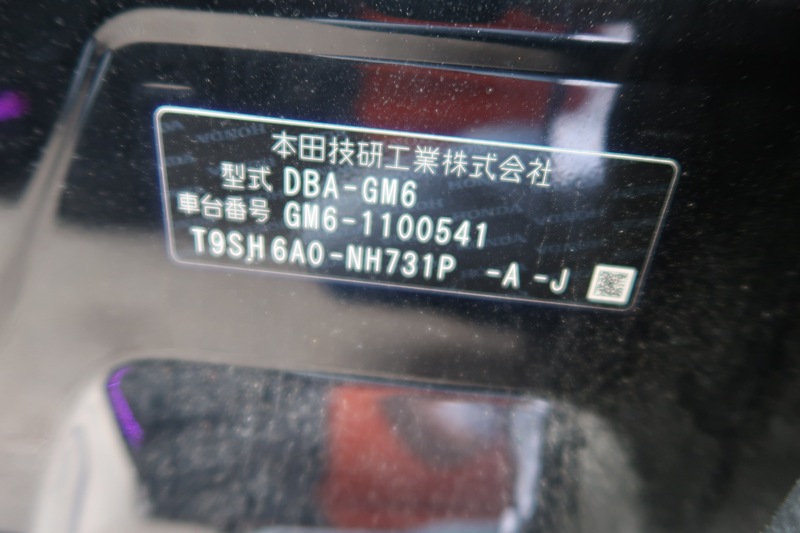 本田技研工業株式会社
型式 DBA-GM6
車台番号 GM6-1100541
T9SH6A0-NH731P -A -J